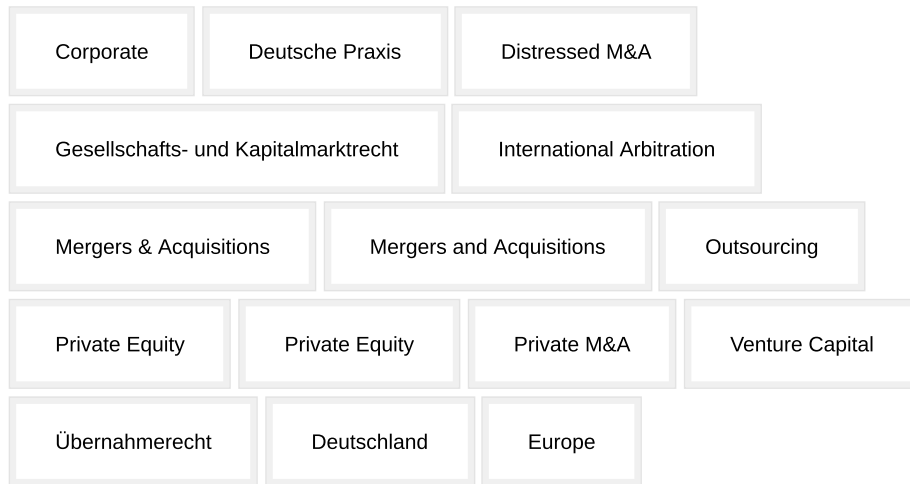 Corporate Deutsche Praxis Distressed M&A
Gesellschafts- und Kapitalmarktrecht International Arbitration
Mergers & Acquisitions Mergers and Acquisitions Outsourcing
Private Equity Private Equity Private M&A Venture Capital
Übernahmerecht Deutschland Europe